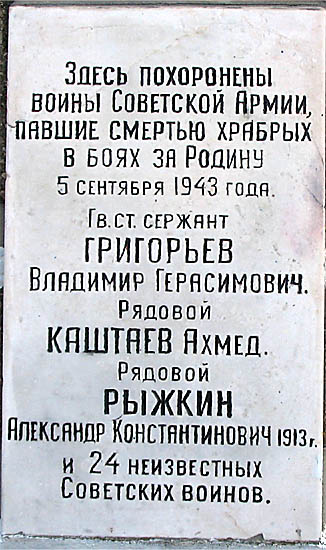 Здесь похоронены
воины Советской Армии,
павшие смертью храбрых
в боях за Родину
5 сентября 1943 года.
Гв. ст. сержант
ГРИГОРЬЕВ
Владимир Герасимович.
Рядовой
КАШТАЕВ Ахмед.
Рядовой
РЫЖКИН
Александр Константинович 1913 г.
и 24 неизвестных
Советских воинов.